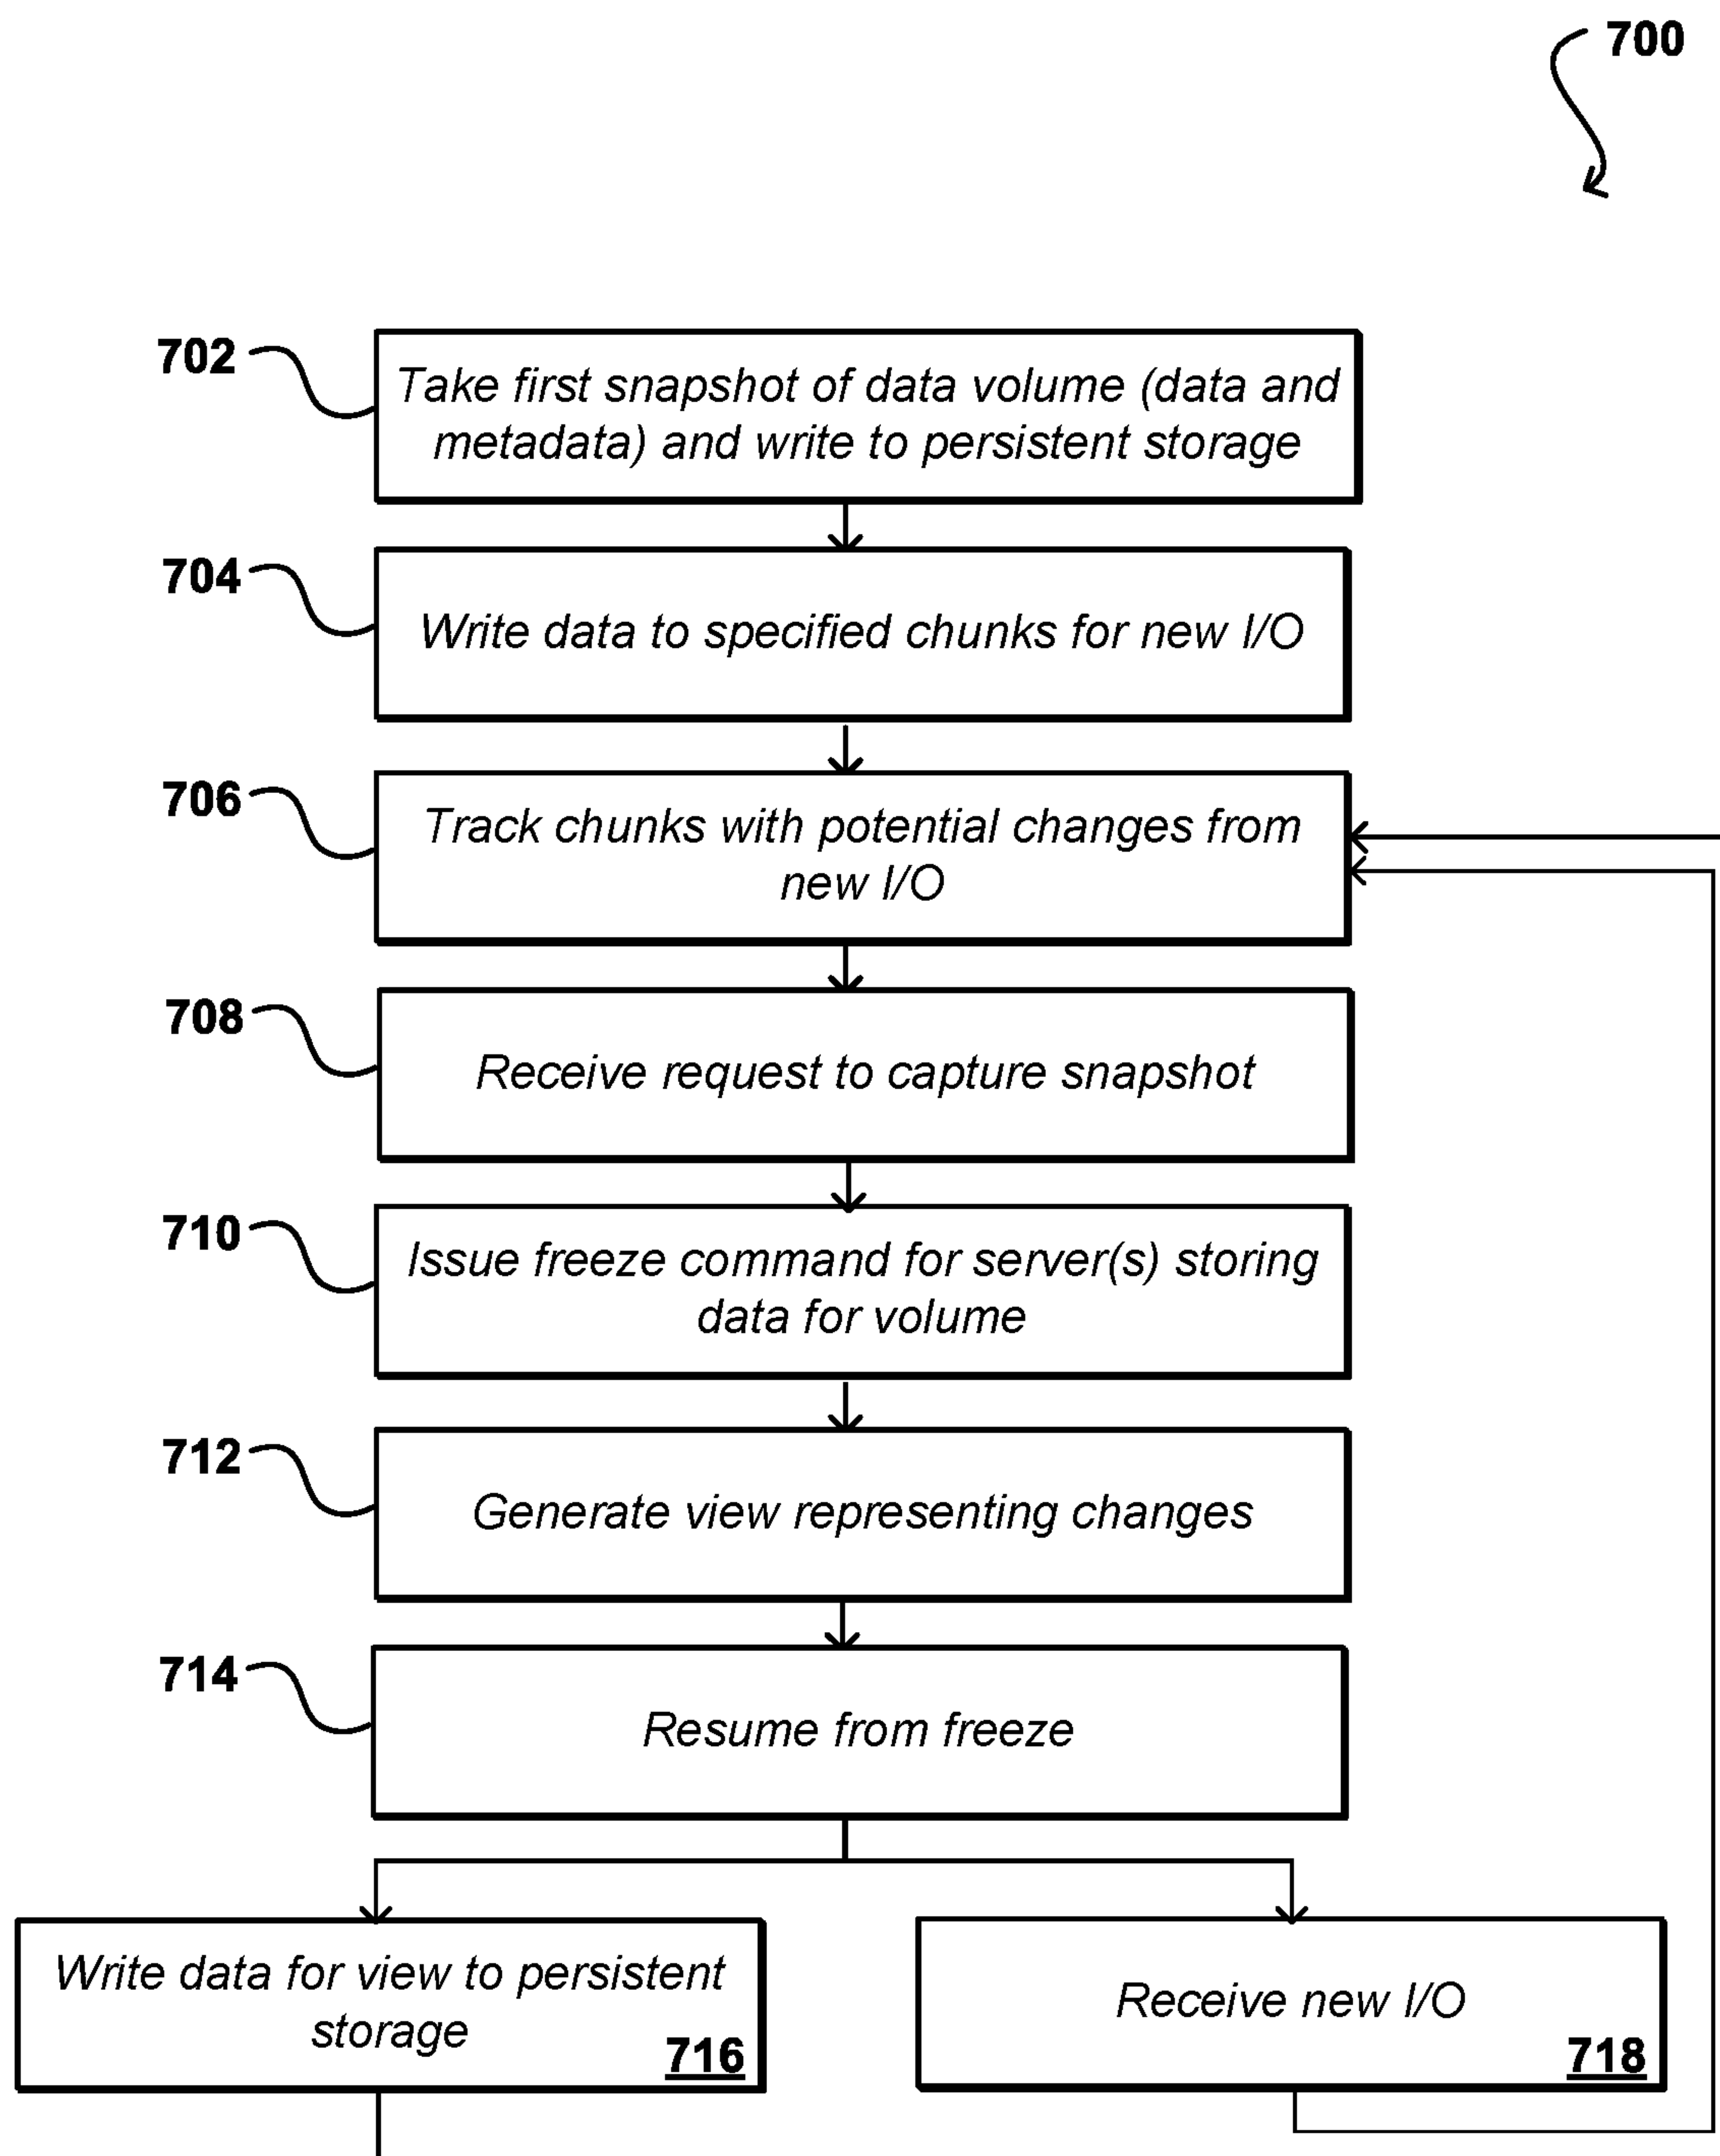 700
702
Take first snapshot of data volume (data and
metadata) and write to persistent storage
704
Write data to specified chunks for new I/O
706
Track chunks with potential changes from
new I/O
708
Receive request to capture snapshot
710
Issue freeze command for server(s) storing
data for volume
712
Generate view representing changes
714
Resume from freeze
Write data for view to persistent
storage
716
Receive new I/O
718